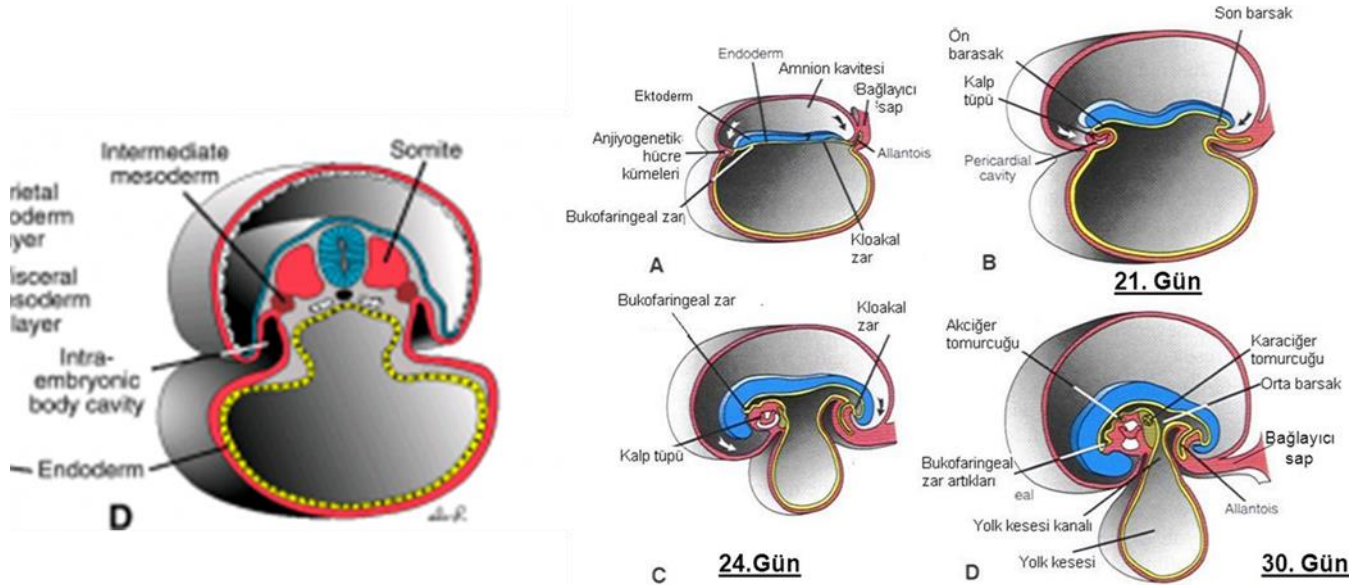 Intermediate
mesoderm
Somite
rietal
oderm
ayer
isceral
esoderm
layer
Intra-
embryonic
body cavity
Endoderm
D
Endoderm
Amnion kavitesi
Ektoderm
Bağlayıcı
sap
Anjiyogenetik
hücre
kümeleri
Allantois
Bukofaringeal zar
Kloakal
zar
A
Son barsak
Ön
barasak
Kalp
tüpü
Pericardial
cavity
B
21. Gün
Bukofaringeal zar
Kloakal
zar
Kalp tüpü
C
24.Gün
Akciğer
tomurcuğu
Karaciğer
tomurcuğu
Orta barsak
Bağlayıcı
sap
Bukofaringeal
zar artıkları
eal
Allantois
Yolk kesesi kanalı
Yolk kesesi
D
30. Gün